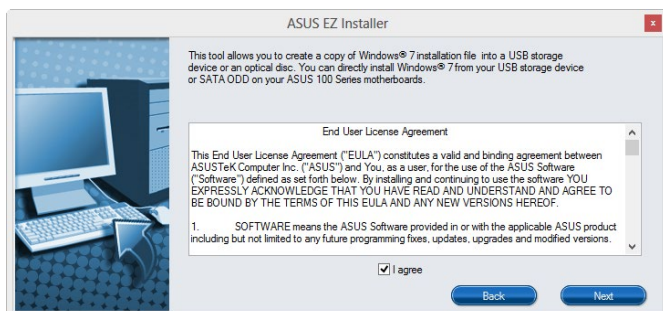 ASUS EZ Installer
x
This tool allows you to create a copy of Windows® 7 installation file into a USB storage
device or an optical disc. You can directly install Windows® 7 from your USB storage device
or SATA ODD on your ASUS 100 Series motherboards.
End User License Agreement
This End User License Agreement ("EULA") constitutes a valid and binding agreement between
ASUSTeK Computer Inc. ("ASUS") and You, as a user, for the use of the ASUS Software
("Software") defined as set forth below. By installing and continuing to use the software YOU
EXPRESSLY ACKNOWLEDGE THAT YOU HAVE READ AND UNDERSTAND AND AGREE TO
BE BOUND BY THE TERMS OF THIS EULA AND ANY NEW VERSIONS HEREOF.
1. SOFTWARE means the ASUS Software provided in or with the applicable ASUS product
including but not limited to any future programming fixes, updates, upgrades and modified versions.
I agree
Back Next